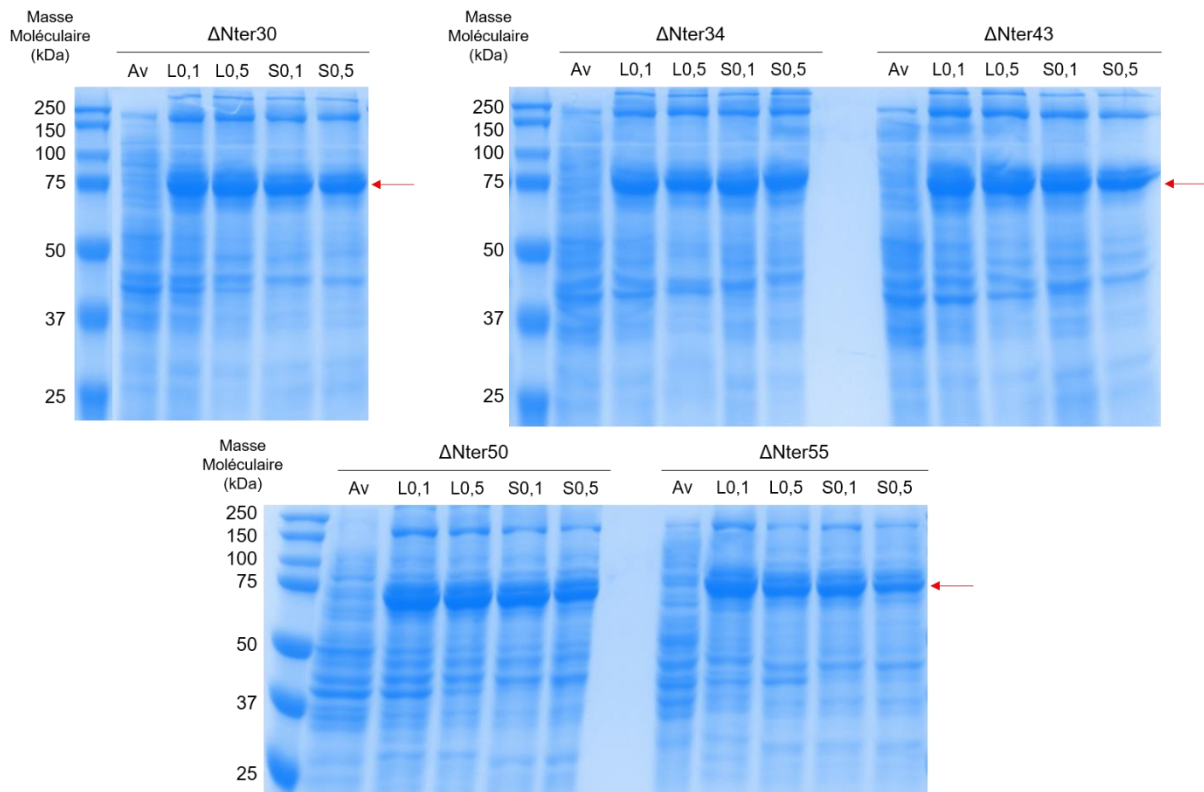 Masse
Moléculaire
(kDa)
ΔNter30
Av L0,1 L0,5 S0,1 S0,5
250
150
100
75
50
37
25
ΔNter34
ΔNter43
Av L0,1 L0,5 S0,1 S0,5
Av L0,1 L0,5 S0,1 S0,5
250
150
100
75
50
37
25
Masse
Moléculaire
(kDa)
ΔNter50
ΔNter55
Av L0,1 L0,5 S0,1 S0,5
Av L0,1 L0,5 S0,1 S0,5
250
150
100
75
50
37
25